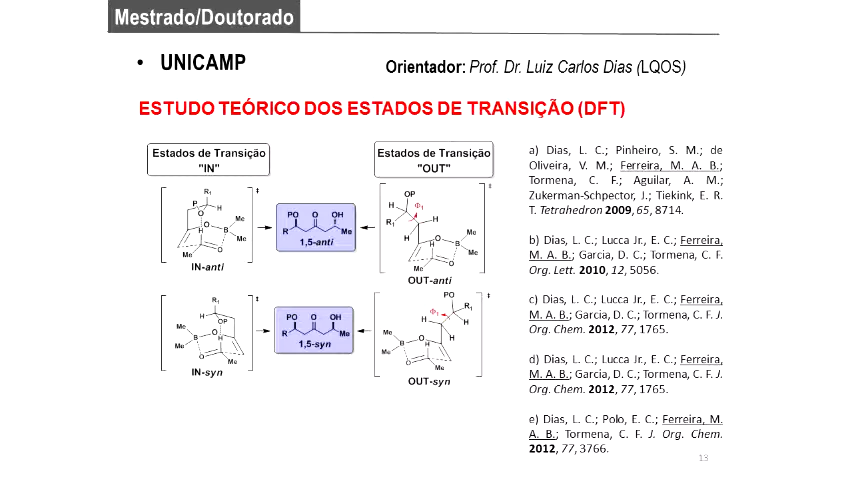 Mestrado/Doutorado
• UNICAMP
Orientador: Prof. Dr. Luiz Carlos Dias (LQOS)
ESTUDO TEÓRICO DOS ESTADOS DE TRANSIÇÃO (DFT)
Estados de Transição
"IN"
Estados de Transição
"OUT"
R1
P
H
O
O
B
Me
Me
H
O
Me
‡
IN-anti
PO O OH
R Me
1,5-anti
OP
H
Φ1
R1
H
H
H
O
B
Me
Me
O
Me
‡
OUT-anti
R1
H
OP
Me
B
O
H
Me
O
Me
‡
IN-syn
PO O OH
R Me
1,5-syn
PO
Φ1
R1
H
H
H
Me
B
O
H
Me
O
Me
‡
OUT-syn
a) Dias, L. C.; Pinheiro, S. M.; de
Oliveira, V. M.; Ferreira, M. A. B.;
Tormena, C. F.; Aguilar, A. M.;
Zukerman-Schpector, J.; Tiekink, E. R.
T. Tetrahedron 2009, 65, 8714.
b) Dias, L. C.; Lucca Jr., E. C.; Ferreira,
M. A. B.; Garcia, D. C.; Tormena, C. F.
Org. Lett. 2010, 12, 5056.
c) Dias, L. C.; Lucca Jr., E. C.; Ferreira,
M. A. B.; Garcia, D. C.; Tormena, C. F. J.
Org. Chem. 2012, 77, 1765.
d) Dias, L. C.; Lucca Jr., E. C.; Ferreira,
M. A. B.; Garcia, D. C.; Tormena, C. F. J.
Org. Chem. 2012, 77, 1765.
e) Dias, L. C.; Polo, E. C.; Ferreira, M.
A. B.; Tormena, C. F. J. Org. Chem.
2012, 77, 3766.
13